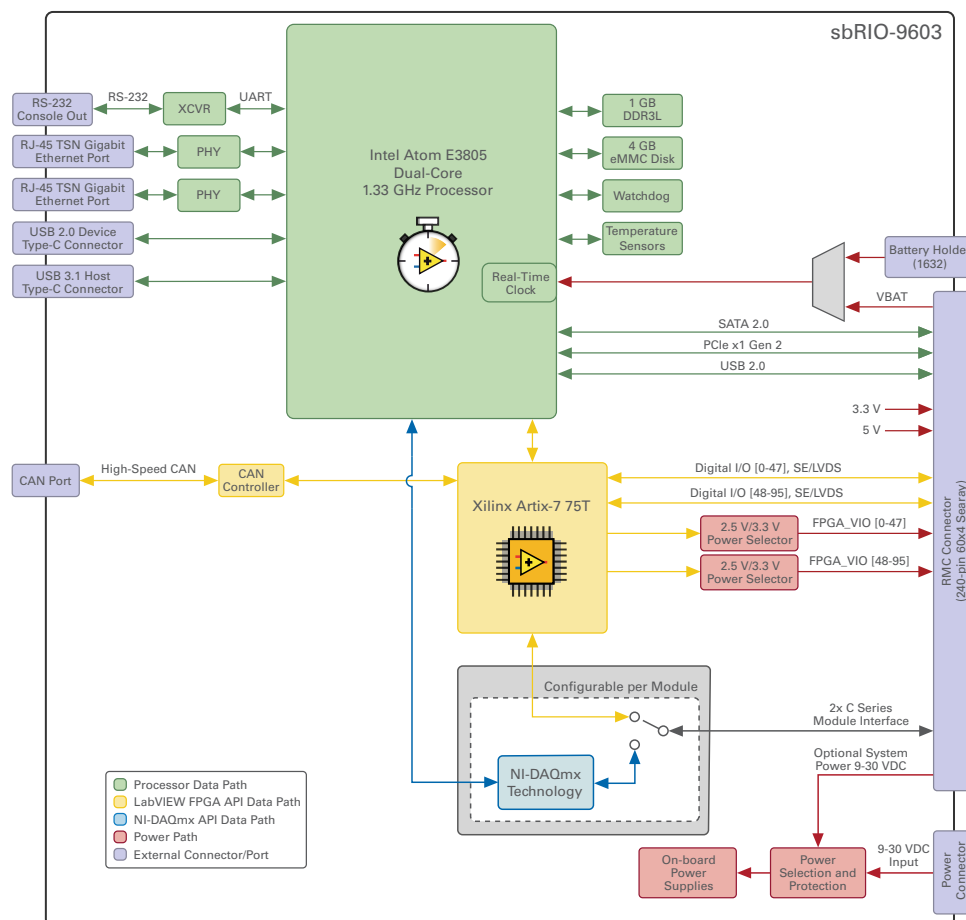 sbRIO-9603
RS-232
Console Out
RS-232
XCVR
UART
RJ-45 TSN Gigabit
Ethernet Port
PHY
RJ-45 TSN Gigabit
Ethernet Port
PHY
USB 2.0 Device
Type-C Connector
USB 3.1 Host
Type-C Connector
Intel Atom E3805
Dual-Core
1.33 GHz Processor
Real-Time
Clock
1 GB
DDR3L
4 GB
eMMC Disk
Watchdog
Temperature
Sensors
Battery Holder
(1632)
VBAT
SATA 2.0
PCIe x1 Gen 2
USB 2.0
3.3 V
5 V
CAN Port
High-Speed CAN
CAN
Controller
Xilinx Artix-7 75T
Digital I/O [0-47], SE/LVDS
Digital I/O [48-95], SE/LVDS
2.5 V/3.3 V
Power Selector
FPGA_VIO [0-47]
2.5 V/3.3 V
Power Selector
FPGA_VIO [48-95]
RMC Connector
(240-pin 60x4 Searay)
Configurable per Module
NI-DAQmx
Technology
2x C Series
Module Interface
Optional System
Power 9-30 VDC
9-30 VDC
Input
Power
Connector
Power
Selection and
Protection
On-board
Power
Supplies
Processor Data Path
LabVIEW FPGA API Data Path
NI-DAQmx API Data Path
Power Path
External Connector/Port